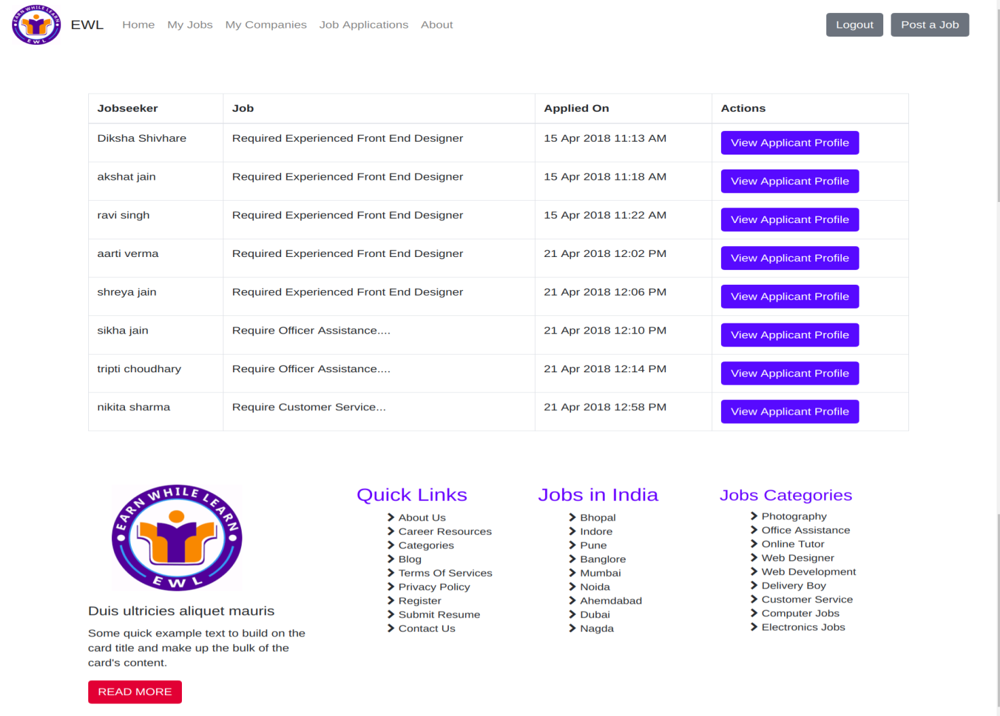 EARN WHILE LEARN
EWL
EWL Home My Jobs My Companies Job Applications About Logout Post a Job
Jobseeker Job Applied On Actions
Diksha Shivhare Required Experienced Front End Designer 15 Apr 2018 11:13 AM View Applicant Profile
akshat jain Required Experienced Front End Designer 15 Apr 2018 11:18 AM View Applicant Profile
ravi singh Required Experienced Front End Designer 15 Apr 2018 11:22 AM View Applicant Profile
aarti verma Required Experienced Front End Designer 21 Apr 2018 12:02 PM View Applicant Profile
shreya jain Required Experienced Front End Designer 21 Apr 2018 12:06 PM View Applicant Profile
sikha jain Require Officer Assistance.... 21 Apr 2018 12:10 PM View Applicant Profile
tripti choudhary Require Officer Assistance.... 21 Apr 2018 12:14 PM View Applicant Profile
nikita sharma Require Customer Service... 21 Apr 2018 12:58 PM View Applicant Profile
EARN WHILE LEARN
EWL
Duis ultricies aliquet mauris
Some quick example text to build on the
card title and make up the bulk of the
card's content.
READ MORE
Quick Links
About Us
Career Resources
Categories
Blog
Terms Of Services
Privacy Policy
Register
Submit Resume
Contact Us
Jobs in India
Bhopal
Indore
Pune
Banglore
Mumbai
Noida
Ahemdabad
Dubai
Nagda
Jobs Categories
Photography
Office Assistance
Online Tutor
Web Designer
Web Development
Delivery Boy
Customer Service
Computer Jobs
Electronics Jobs